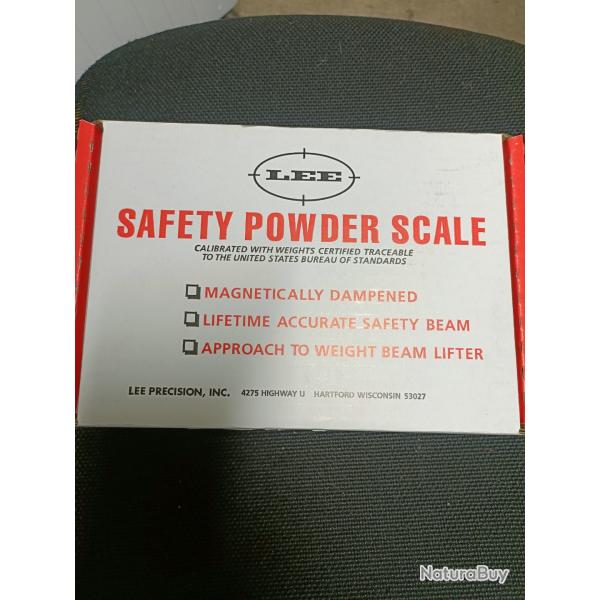 LEE
SAFETY POWDER SCALE
CALIBRATED WITH WEIGHTS CERTIFIED TRACEABLE
TO THE UNITED STATES BUREAU OF STANDARDS
MAGNETICALLY DAMPENED
LIFETIME ACCURATE SAFETY BEAM
APPROACH TO WEIGHT BEAM LIFTER
LEE PRECISION, INC. 4275 HIGHWAY U HARTFORD WISCONSIN 53027
NaturaBuy